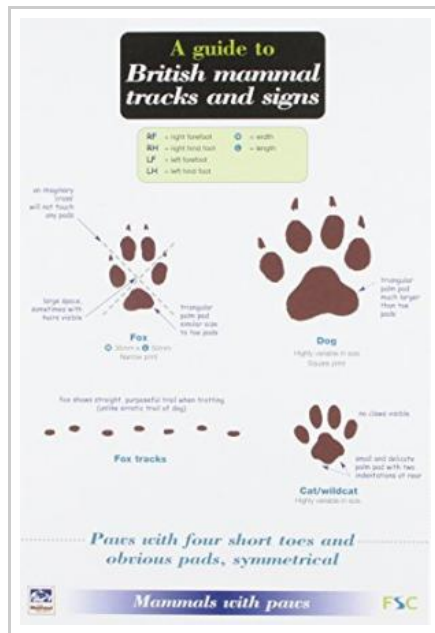 A guide to
British mammal
tracks and signs
RF = right forefoot
RH = right hind foot
LF = left forefoot
LH = left hind foot
= width
= length
an imaginary
cross
will not touch
any pads
large space,
sometimes with
hairs visible
triangular
palm pad
similar size
to toe pads
Fox
Narrow print
triangular
palm pad
much larger
than toe
pads
Dog
Highly variable in size
Square print
fox shows straight, purposeful trail when trotting
(unlike erratic trail of dog)
Fox tracks
no claws visible
small and delicate
palm pad with two
indentations at rear
Cat/wildcat
Highly variable in size
Paws with four short toes and
obvious pads, symmetrical
Mammals with paws
FSC